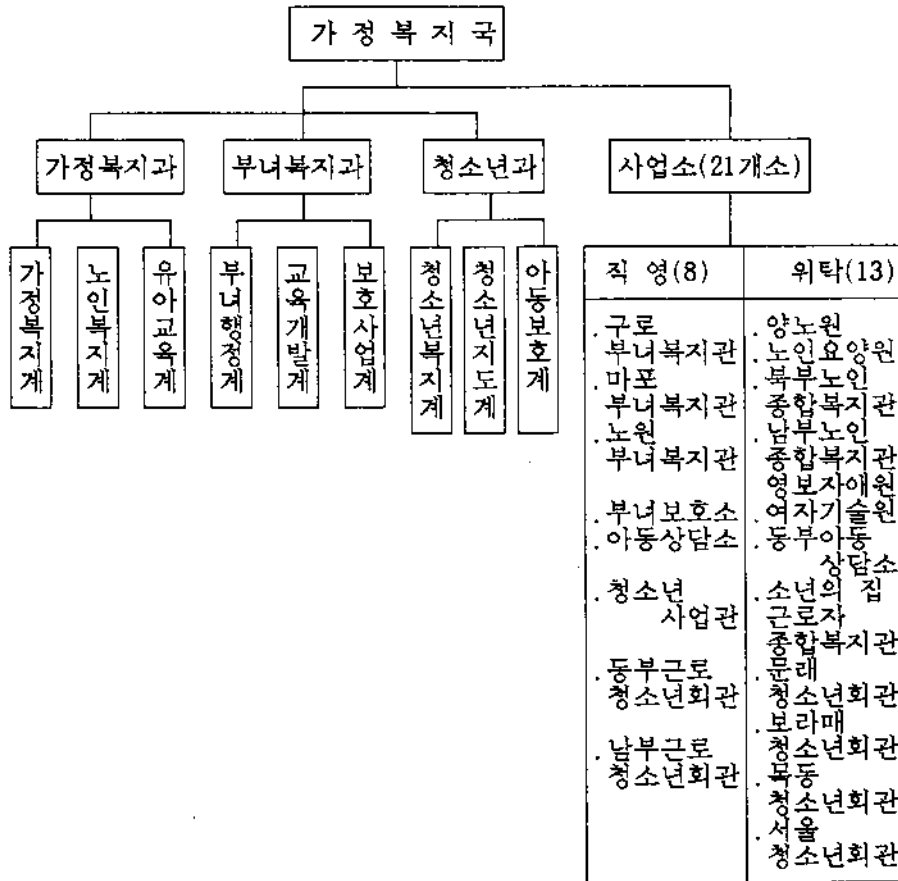 가 정 복 지 국
가정복지과
부녀복지과
청소년과
사업소(21개소)
가정복지계
노인복지계
유아교육계
부녀행정계
교육개발계
보호사업계
청소년복지계
청소년지도계
아동보호계
직 영(8)
.구로
부녀복지관
.마포
부녀복지관
.노원
부녀복지관
.부녀보호소
.아동상담소
.청소년
사업관
.동부근로
청소년회관
.남부근로
청소년회관
위탁(13)
.양노원
.노인요양원
.북부노인
종합복지관
.남부노인
종합복지관
영보자애원
.여자기술원
.동부아동
상담소
.소년의 집
근로자
종합복지관
.문래
청소년회관
.보라매
청소년회관
.목동
청소년회관
.서울
청소년회관